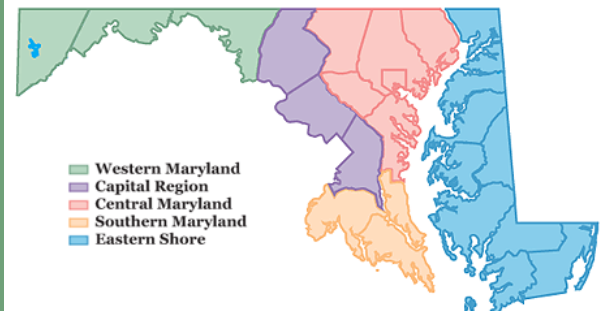 Western Maryland
Capital Region
Central Maryland
Southern Maryland
Eastern Shore